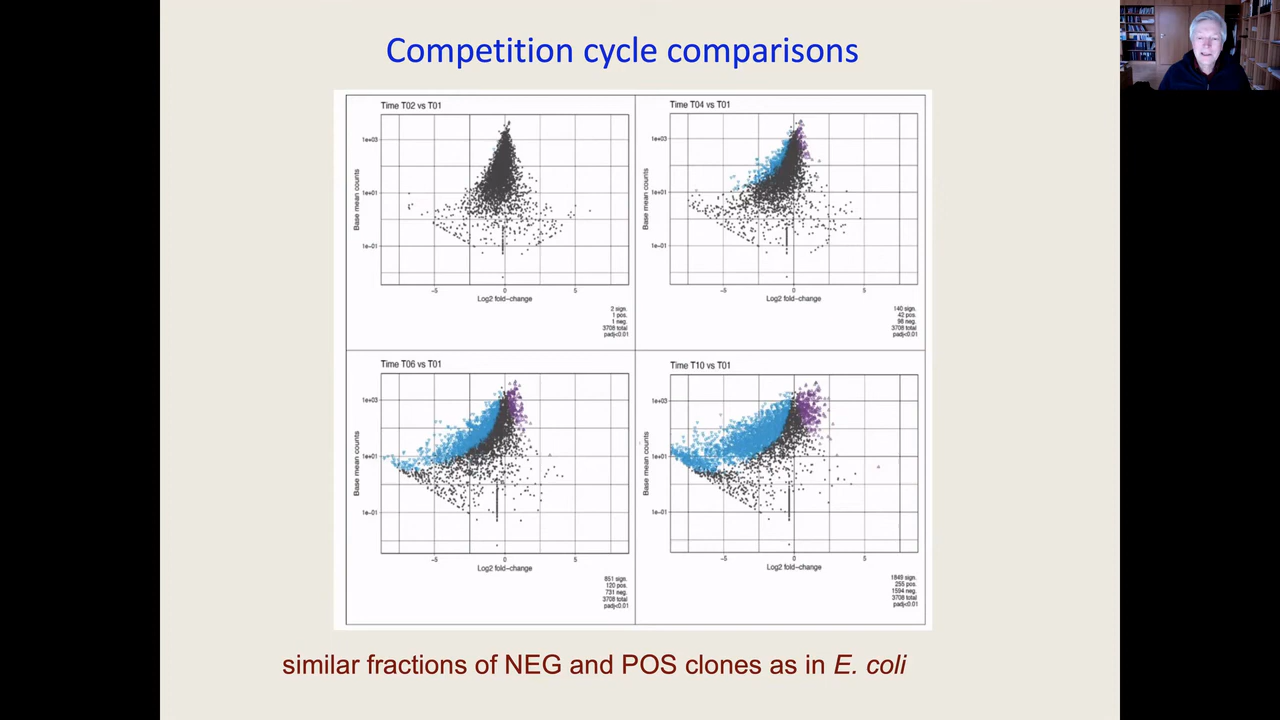 Competition cycle comparisons
Time T02 vs T01
1e+03
1e+01
1e-01
Base mean counts
-5
0
5
Log2 fold-change
2 sign.
1 pos.
1 neg.
3708 total
padj<0.01
Time T04 vs T01
1e+03
1e+01
1e-01
Base mean counts
-5
0
5
Log2 fold-change
140 sign.
42 pos.
98 neg.
3708 total
padj<0.01
Time T06 vs T01
1e+03
1e+01
1e-01
Base mean counts
-5
0
5
Log2 fold-change
851 sign.
120 pos.
731 neg.
3708 total
padj<0.01
Time T10 vs T01
1e+03
1e+01
1e-01
Base mean counts
-5
0
5
Log2 fold-change
1849 sign.
255 pos.
1594 neg.
3708 total
padj<0.01
similar fractions of NEG and POS clones as in E. coli